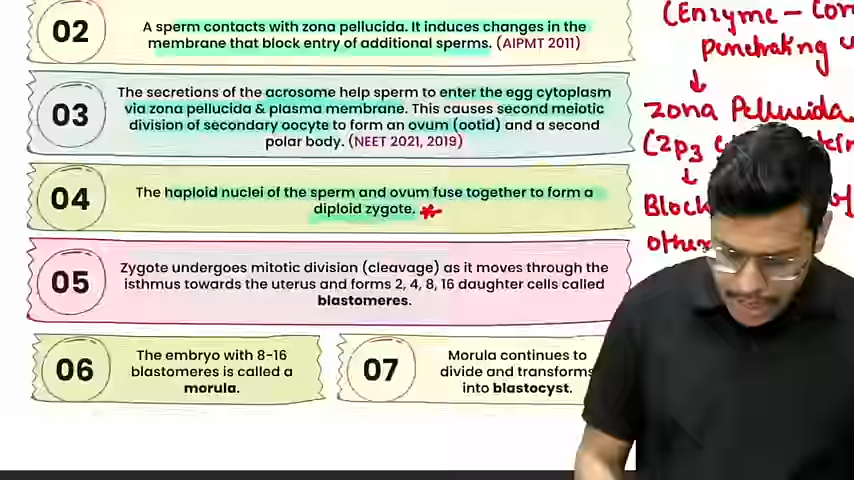 02
A sperm contacts with zona pellucida. It induces changes in the
membrane that block entry of additional sperms. (AIPMT 2011)
03
The secretions of the acrosome help sperm to enter the egg cytoplasm
via zona pellucida & plasma membrane. This causes second meiotic
division of secondary oocyte to form an ovum (ootid) and a second
polar body. (NEET 2021, 2019)
04
The haploid nuclei of the sperm and ovum fuse together to form a
diploid zygote.
05
Zygote undergoes mitotic division (cleavage) as it moves through the
isthmus towards the uterus and forms 2, 4, 8, 16 daughter cells called
blastomeres.
06
The embryo with 8-16
blastomeres is called a
morula.
07
Morula continues to
divide and transforms
into blastocyst.
(Enzyme - Cor
penetrating
↓
Zona Pellucida
(ZP3
↓
Block
other